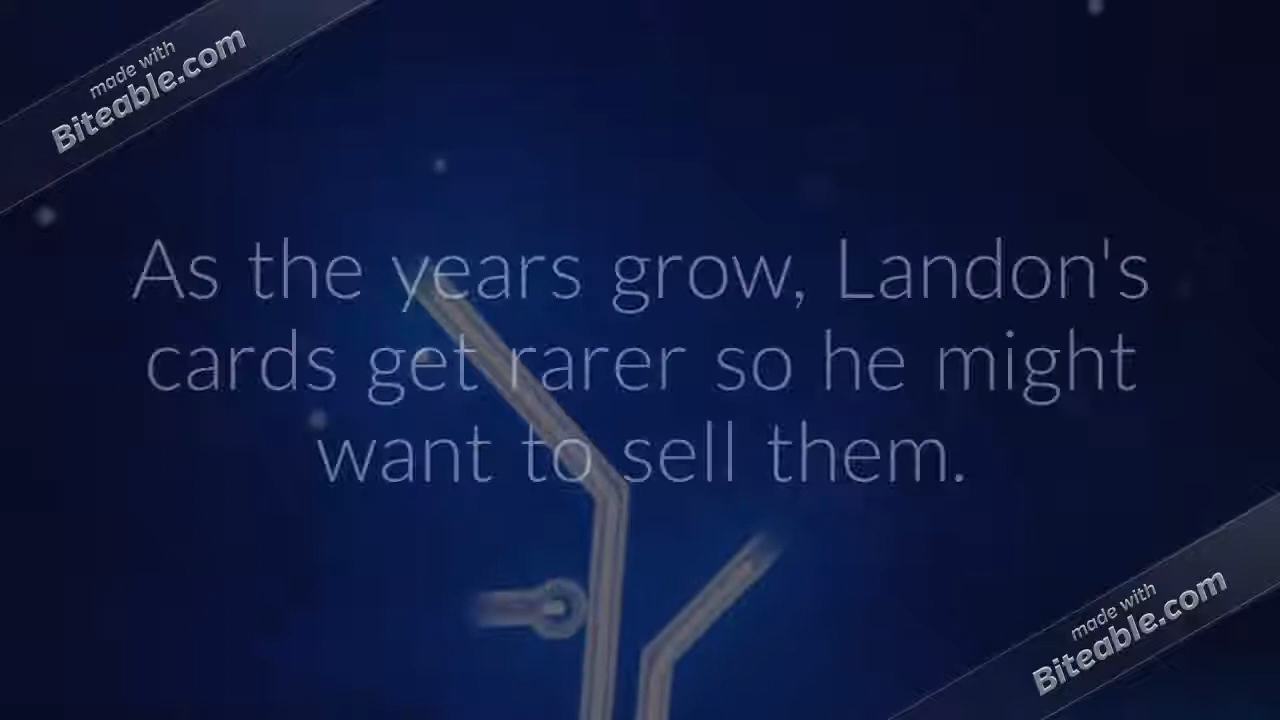 made with
Biteable.com
As the years grow, Landon's
cards get rarer so he might
want to sell them.
made with
Biteable.com